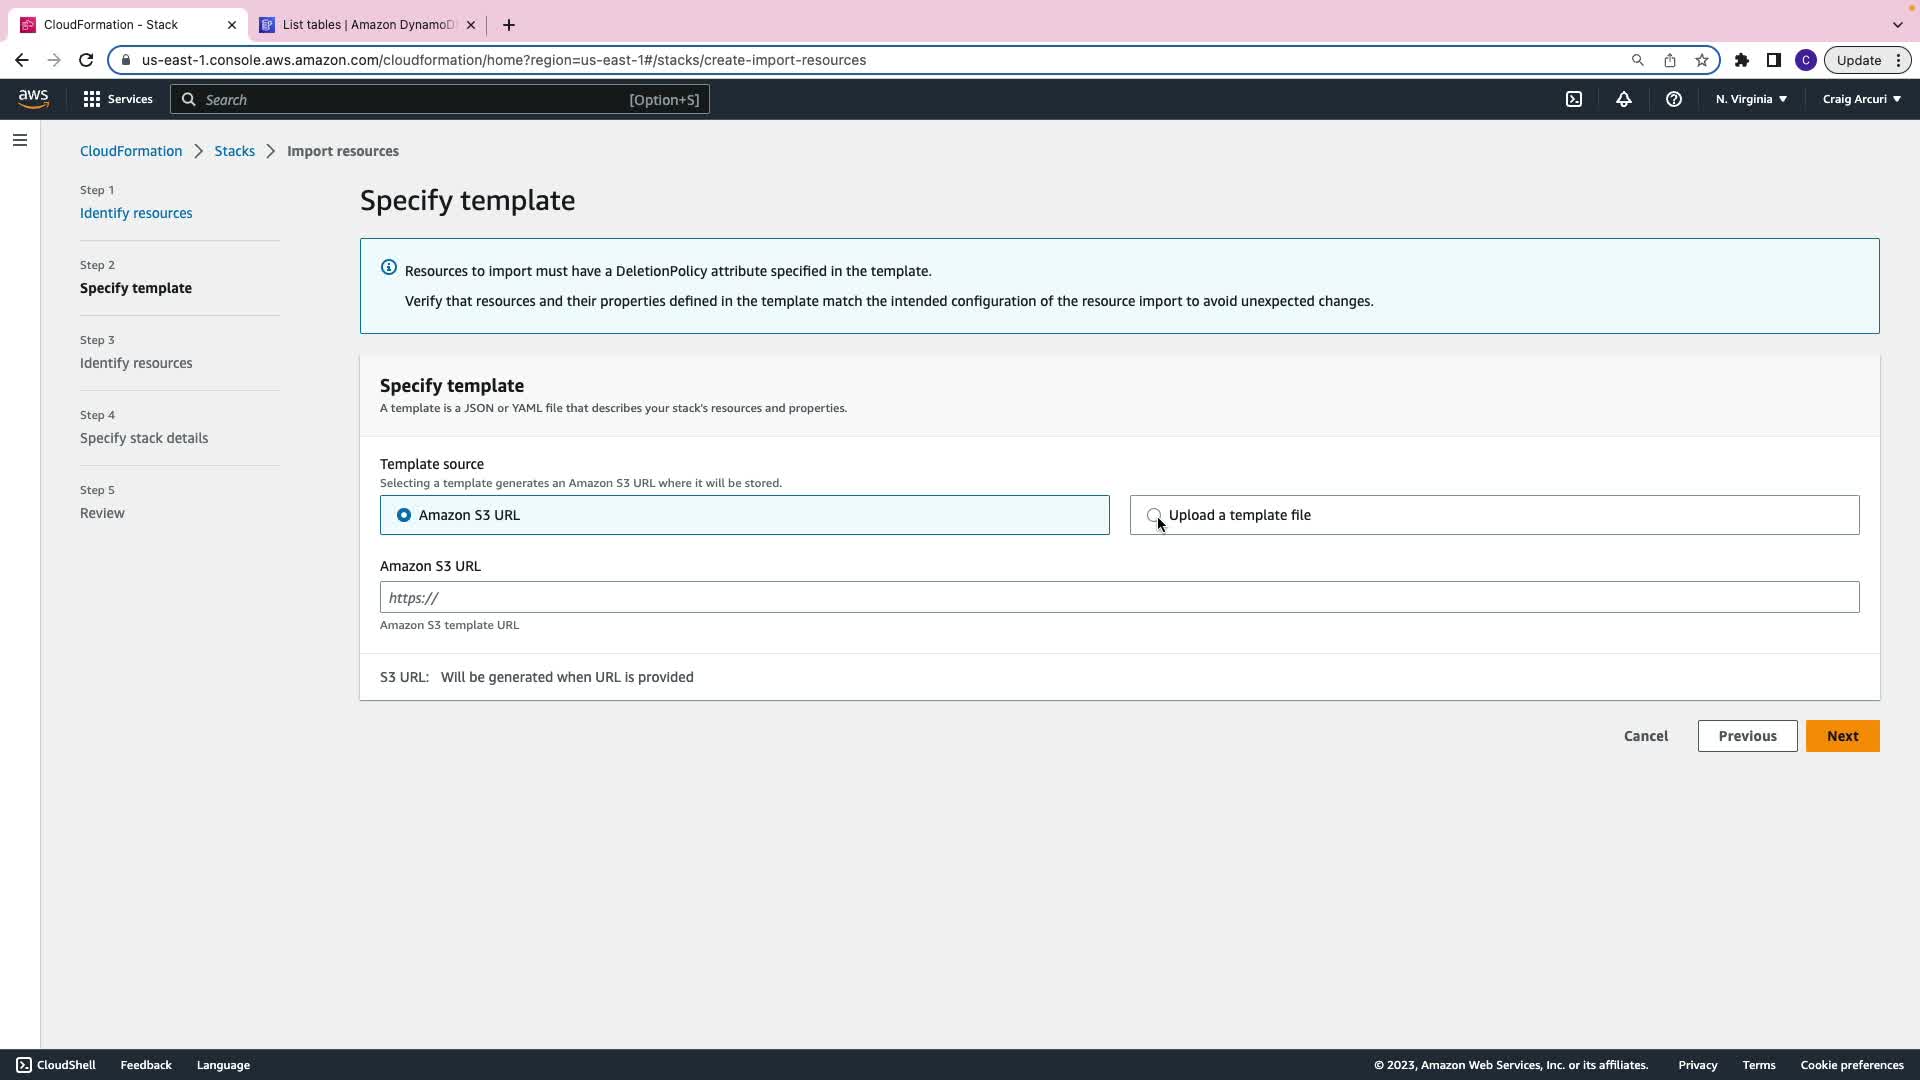 CloudFormation - Stack
List tables | Amazon DynamoD
us-east-1.console.aws.amazon.com/cloudformation/home?region=us-east-1#/stacks/create-import-resources
C
Update
aws
Services
Search
[Option+S]
N. Virginia
Craig Arcuri
CloudFormation
Stacks
Import resources
Step 1
Identify resources
Step 2
Specify template
Step 3
Identify resources
Step 4
Specify stack details
Step 5
Review
Specify template
Resources to import must have a DeletionPolicy attribute specified in the template.
Verify that resources and their properties defined in the template match the intended configuration of the resource import to avoid unexpected changes.
Specify template
A template is a JSON or YAML file that describes your stack's resources and properties.
Template source
Selecting a template generates an Amazon S3 URL where it will be stored.
Amazon S3 URL
Upload a template file
Amazon S3 URL
https://
Amazon S3 template URL
S3 URL: Will be generated when URL is provided
Cancel
Previous
Next
CloudShell
Feedback
Language
© 2023, Amazon Web Services, Inc. or its affiliates.
Privacy
Terms
Cookie preferences